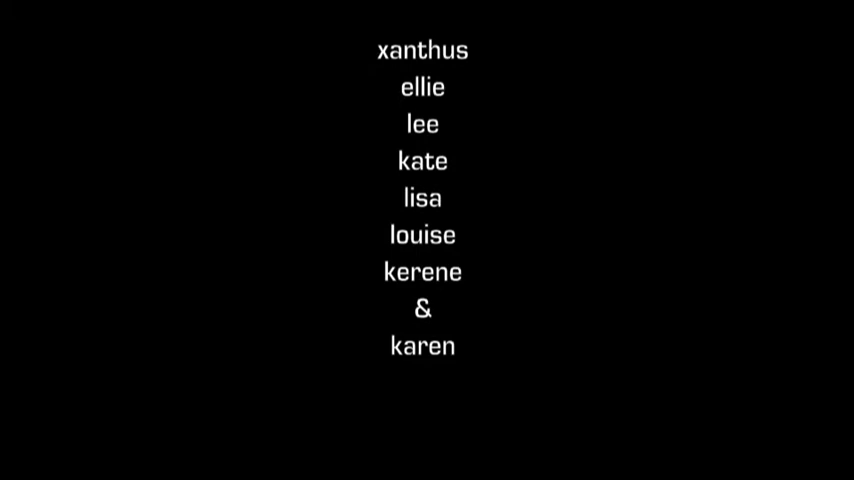 xanthus
ellie
lee
kate
lisa
louise
kerene
&
karen